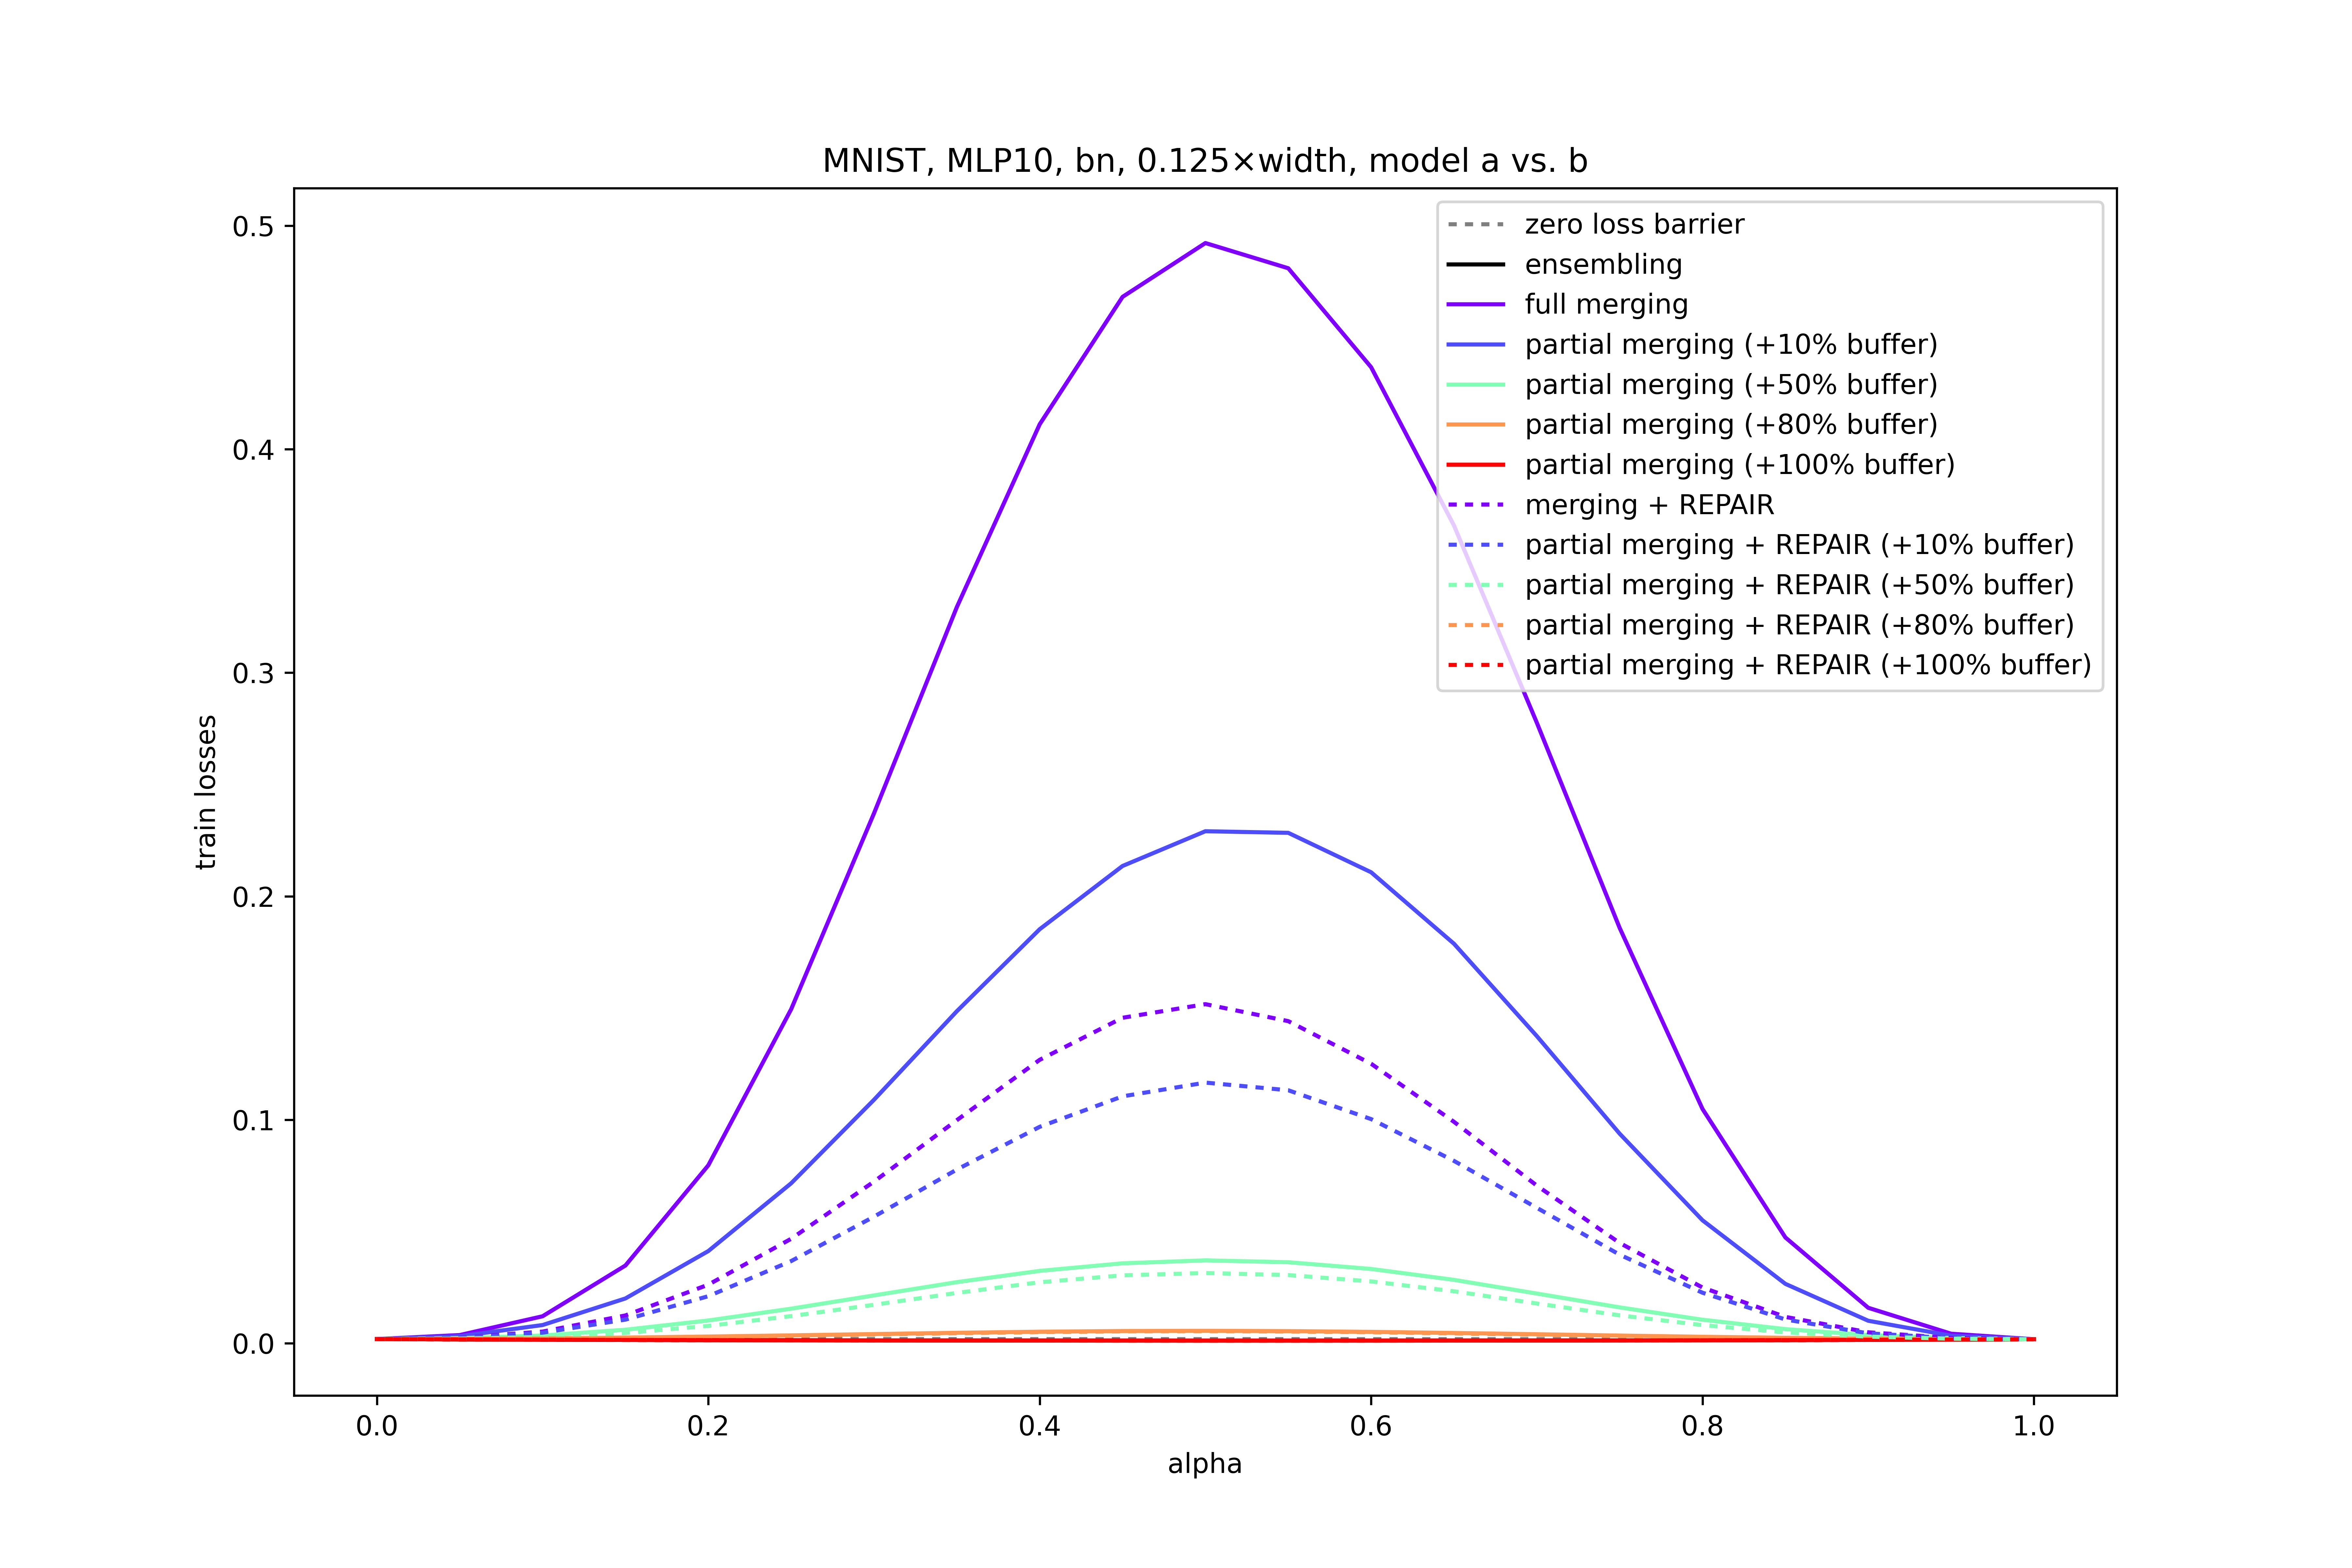 MNIST, MLP10, bn, 0.125×width, model a vs. b
0.5
0.4
0.3
0.2
0.1
0.0
train losses
zero loss barrier
ensembling
full merging
partial merging (+10% buffer)
partial merging (+50% buffer)
partial merging (+80% buffer)
partial merging (+100% buffer)
merging + REPAIR
partial merging + REPAIR (+10% buffer)
partial merging + REPAIR (+50% buffer)
partial merging + REPAIR (+80% buffer)
partial merging + REPAIR (+100% buffer)
0.0 0.2 0.4 0.6 0.8 1.0
alpha